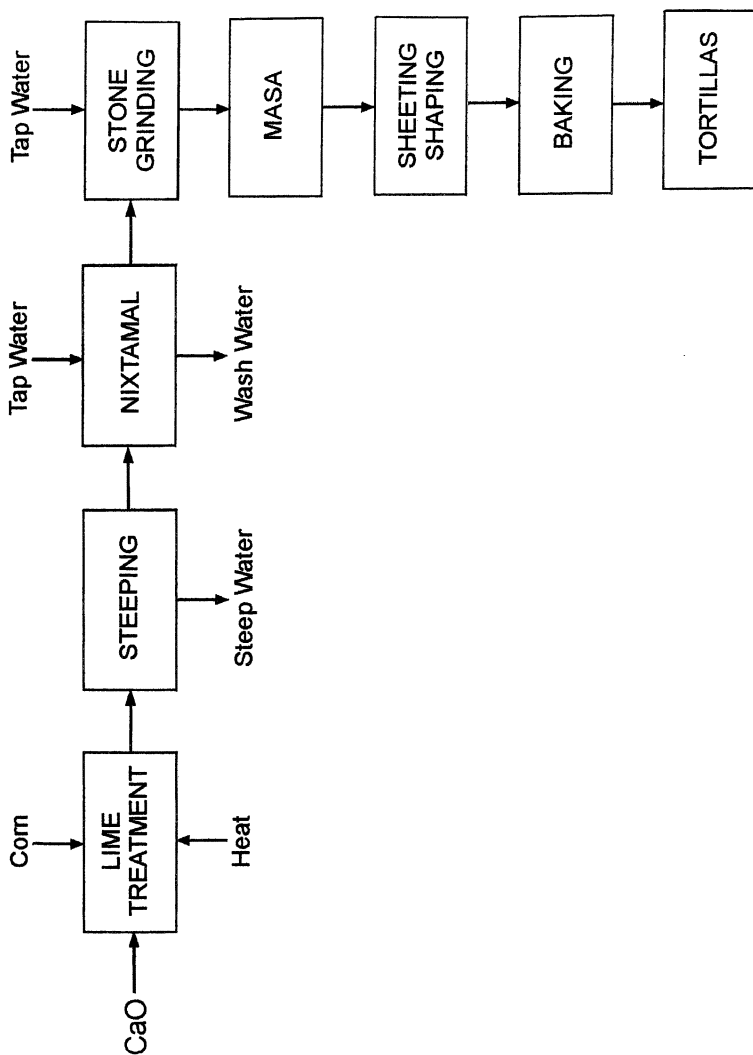 CaO
Corn
LIME
TREATMENT
Heat
STEEPING
Steep Water
Tap Water
NIXTAMAL
Wash Water
Tap Water
STONE
GRINDING
MASA
SHEETING
SHAPING
BAKING
TORTILLAS